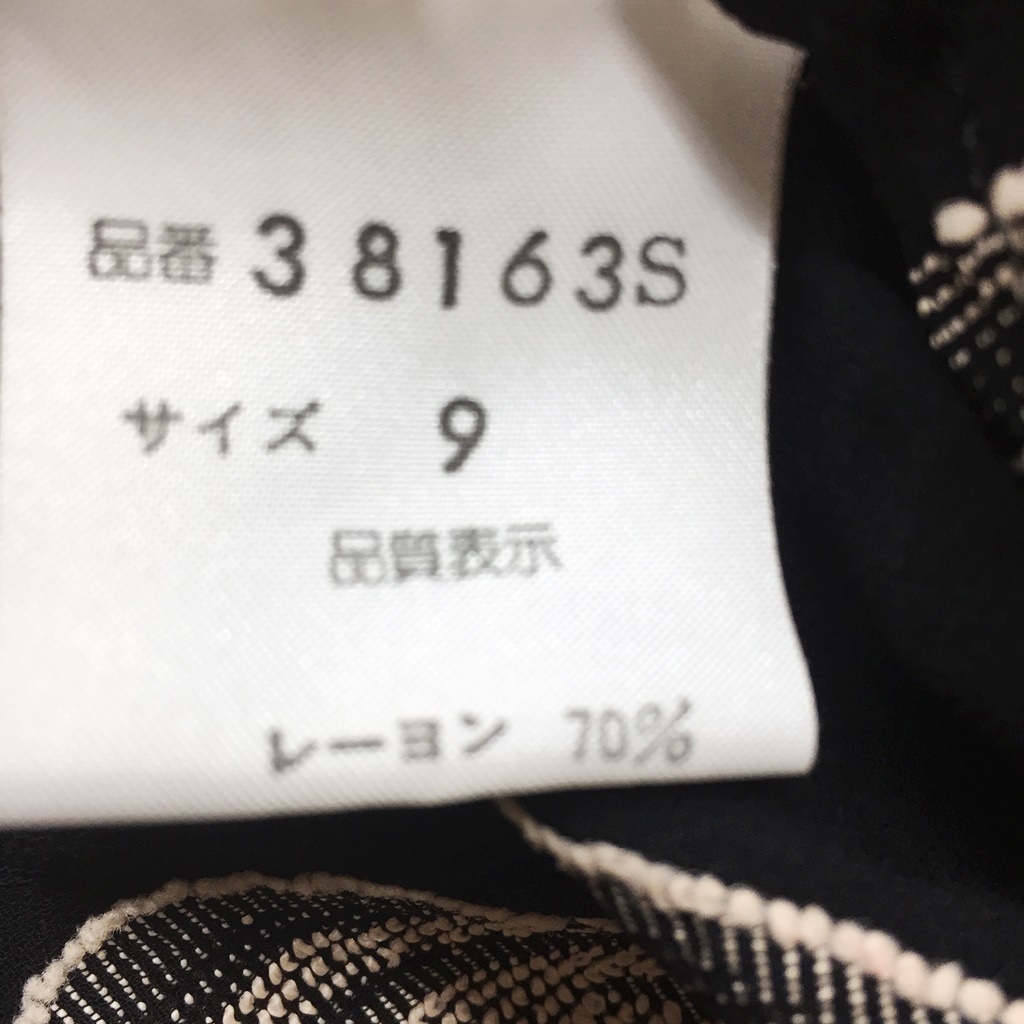 品番 38163S
サイズ 9
品質表示
レーヨン 70%